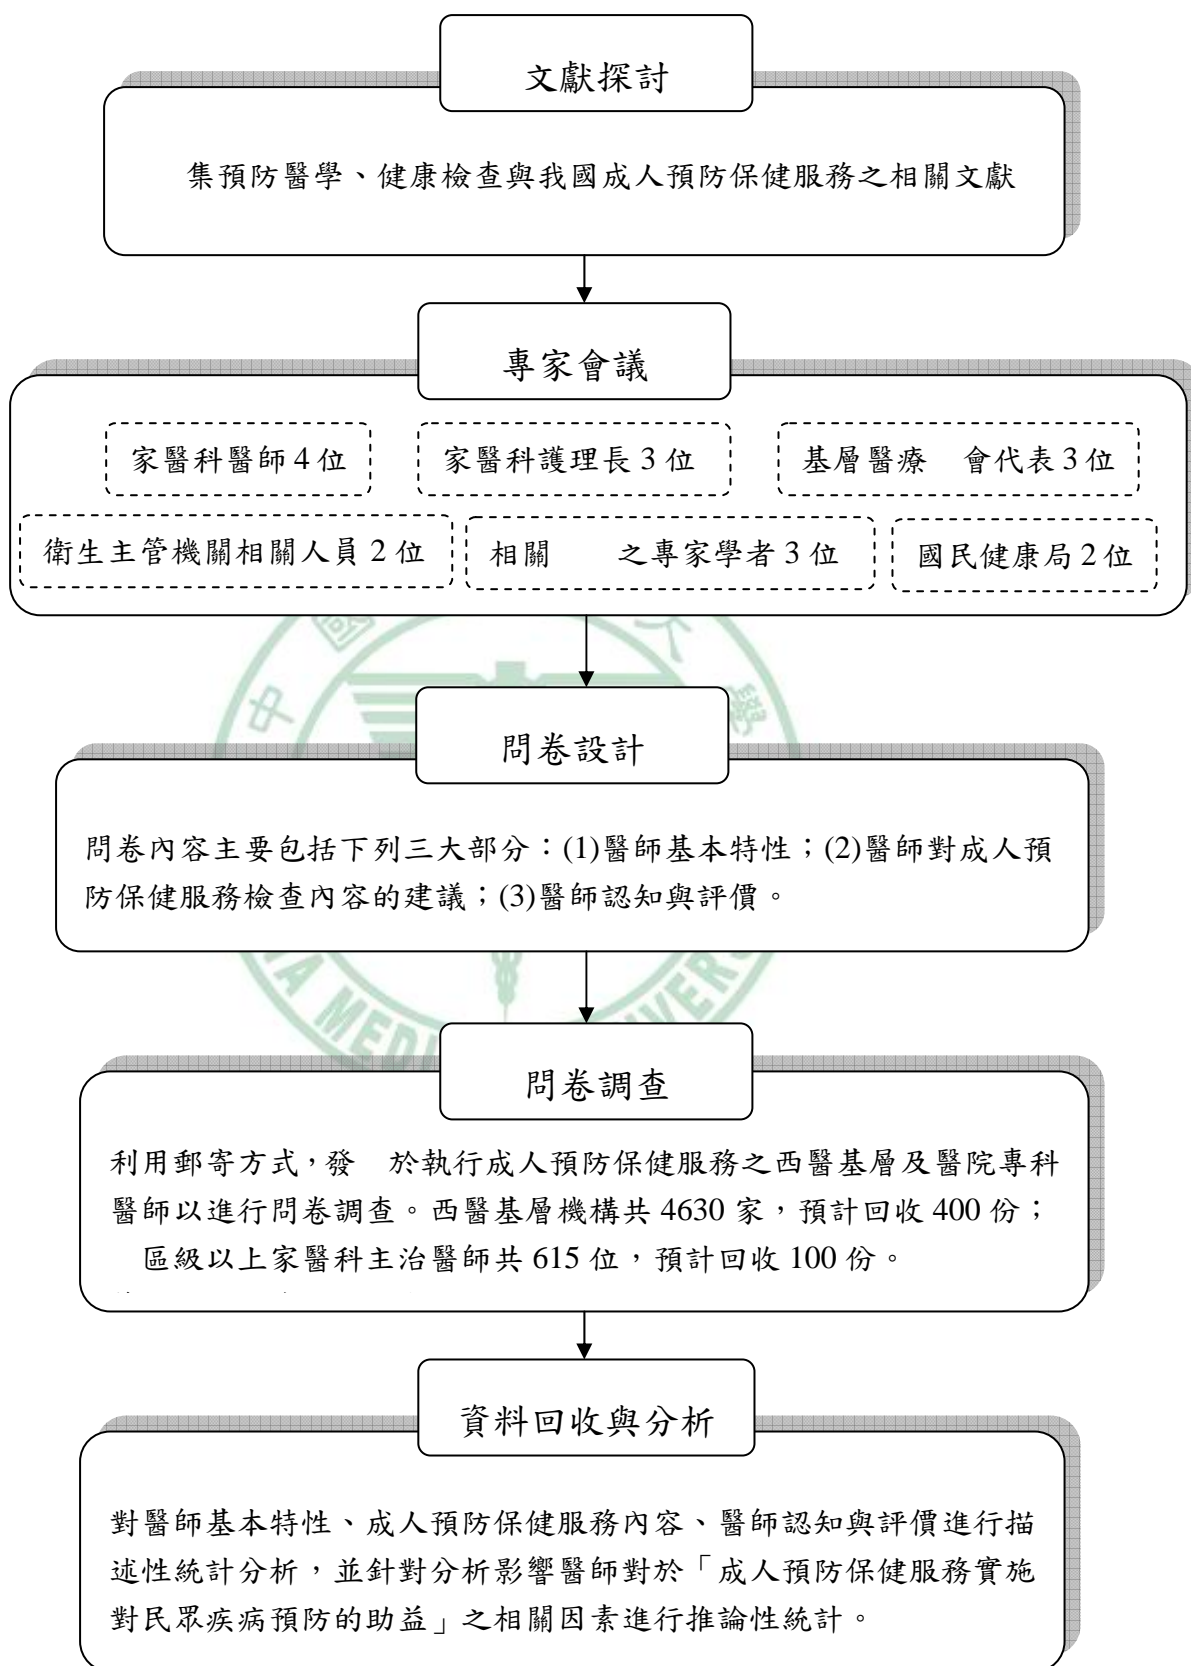 文獻探討
集預防醫學、健康檢查與我國成人預防保健服務之相關文獻
專家會議
家醫科醫師 4 位
家醫科護理長 3 位
基層醫療 會代表 3 位
衛生主管機關相關人員 2 位
相關 之專家學者 3 位
國民健康局 2 位
中國 大學
問卷設計
問卷內容主要包括下列三大部分：(1)醫師基本特性；(2)醫師對成人預
防保健服務檢查內容的建議；(3)醫師認知與評價。
問卷調查
利用郵寄方式，發 於執行成人預防保健服務之西醫基層及醫院專科
醫師以進行問卷調查。西醫基層機構共 4630 家，預計回收 400 份；
區級以上家醫科主治醫師共 615 位，預計回收 100 份。
資料回收與分析
對醫師基本特性、成人預防保健服務內容、醫師認知與評價進行描
述性統計分析，並針對分析影響醫師對於「成人預防保健服務實施
對民眾疾病預防的助益」之相關因素進行推論性統計。